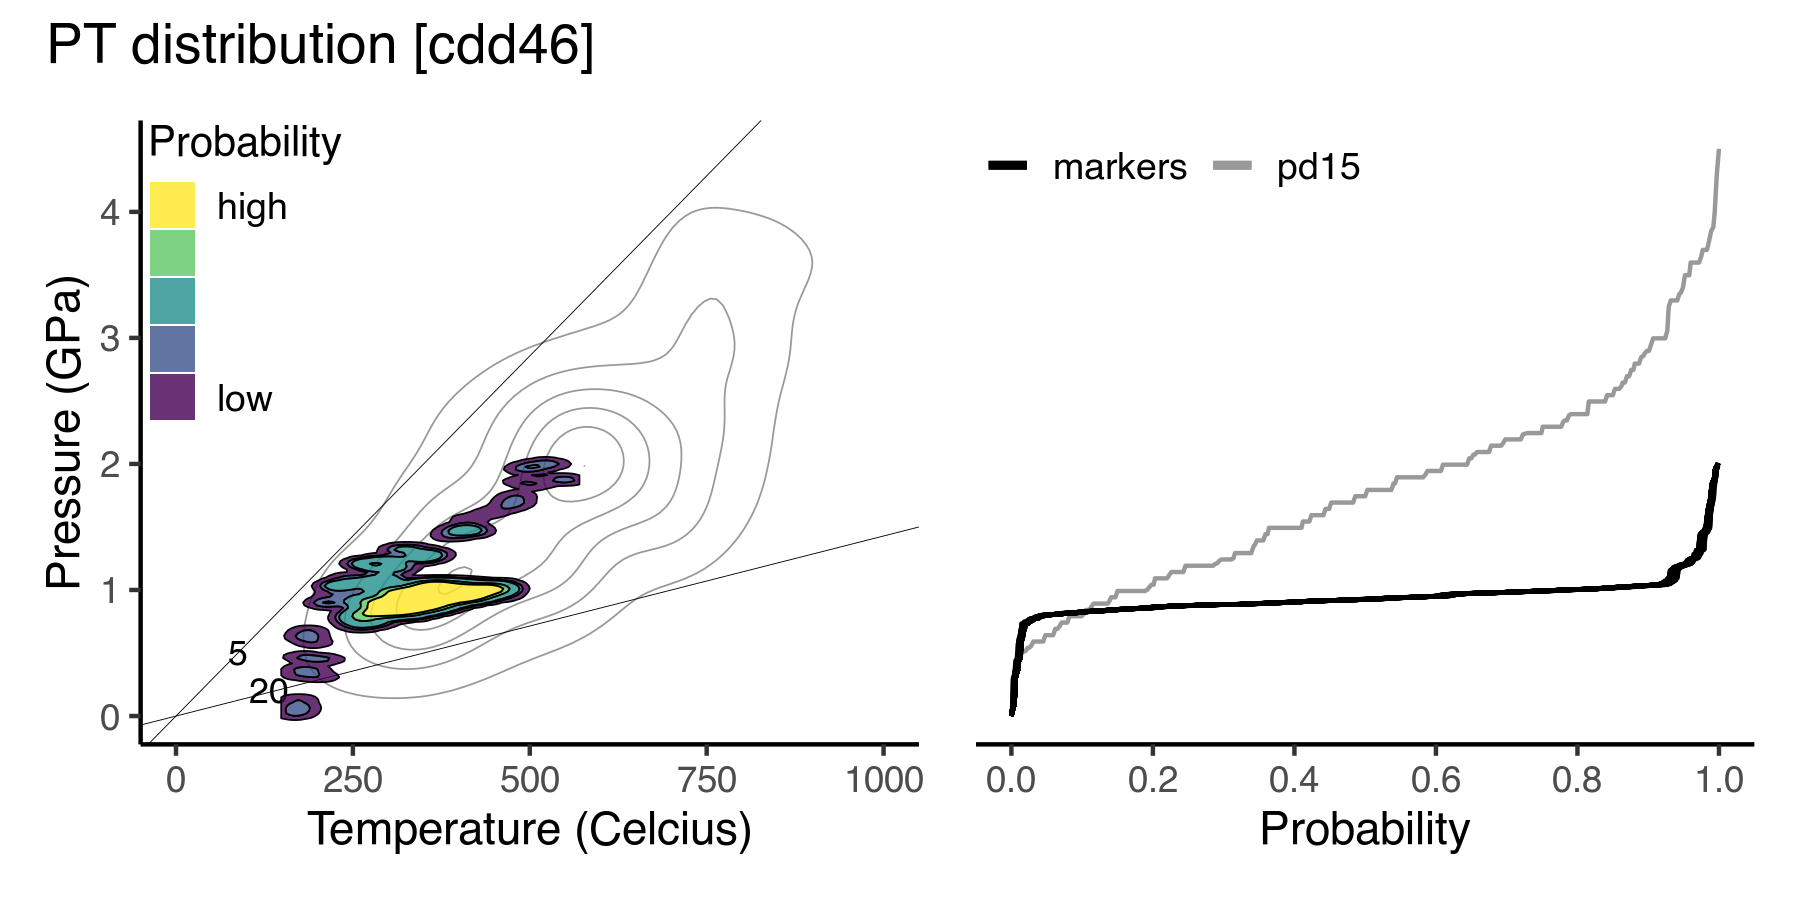 PT distribution [cdd46]
Probability
high
low
Pressure (GPa)
4
3
2
1
0
5
20
0 250 500 750 1000
Temperature (Celcius)
markers pd15
0.0 0.2 0.4 0.6 0.8 1.0
Probability